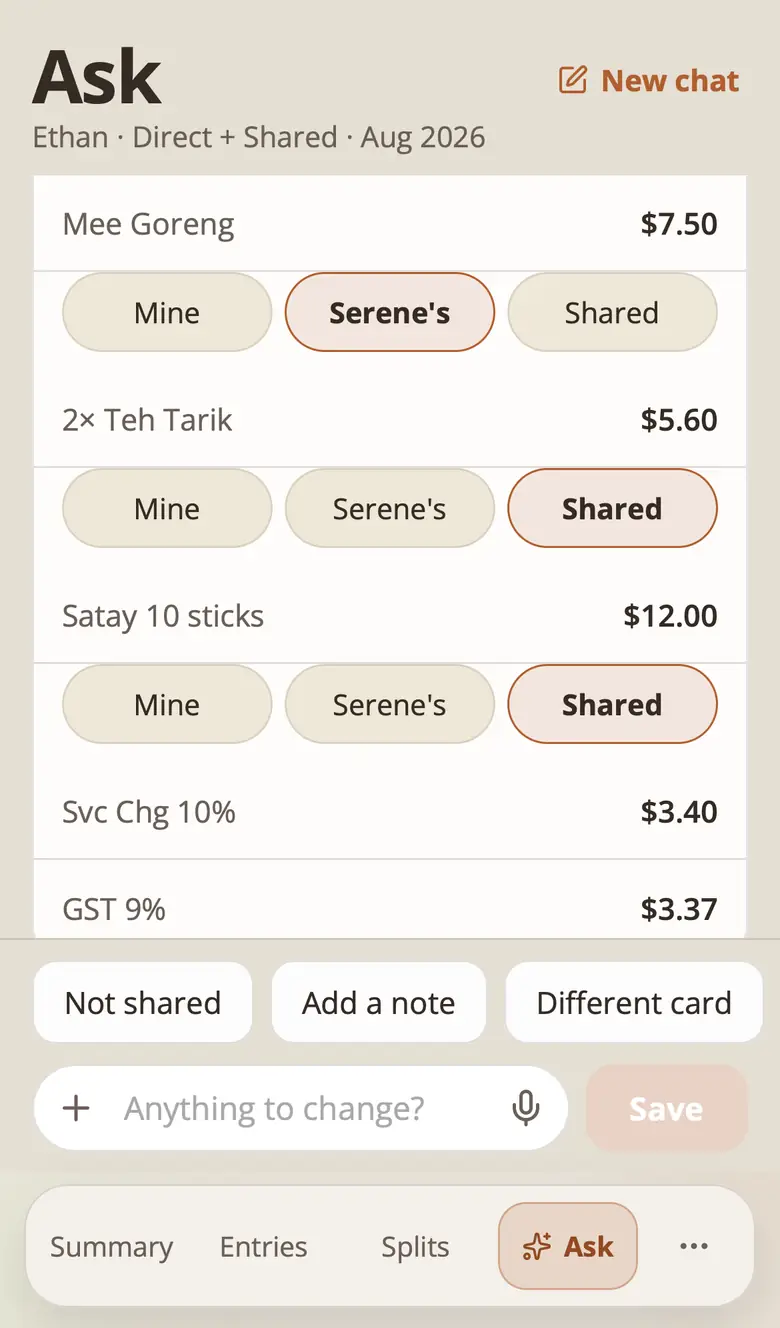 Ask
New chat
Ethan · Direct + Shared · Aug 2026
Mee Goreng $7.50
Mine Serene's Shared
2× Teh Tarik $5.60
Mine Serene's Shared
Satay 10 sticks $12.00
Mine Serene's Shared
Svc Chg 10% $3.40
GST 9% $3.37
Not shared Add a note Different card
Anything to change? Save
Summary Entries Splits Ask